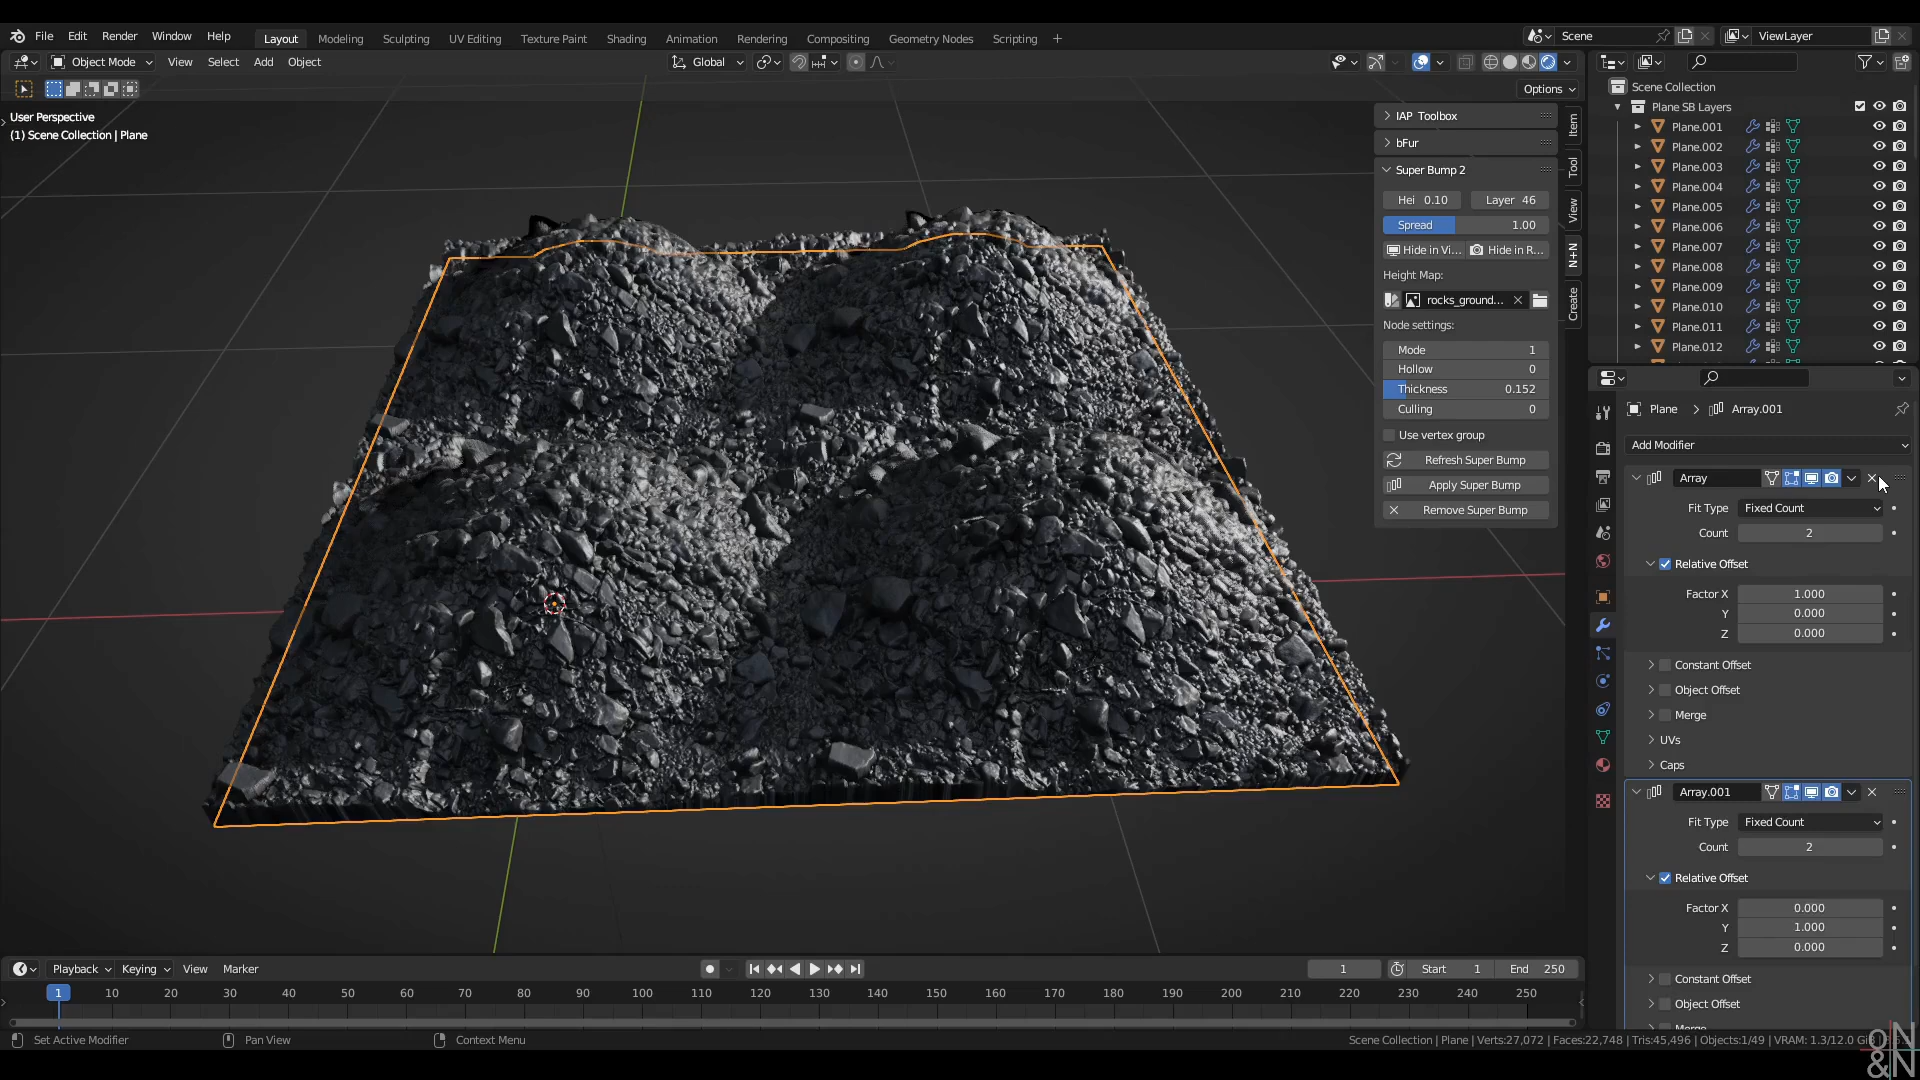 File Edit Render Window Help Layout Modeling Sculpting UV Editing Texture Paint Shading Animation Rendering Compositing Geometry Nodes Scripting + Scene ViewLayer
Object Mode View Select Add Object Global
Options
User Perspective
(1) Scene Collection | Plane
IAP Toolbox
bFur
Super Bump 2
Hei 0.10 Layer 46
Spread 1.00
Hide in Vi... Hide in R...
Height Map:
rocks_ground...
Node settings:
Mode 1
Hollow 0
Thickness 0.152
Culling 0
Use vertex group
Refresh Super Bump
Apply Super Bump
Remove Super Bump
Item
Tool
View
N+N
Create
Scene Collection
Plane SB Layers
Plane.001
Plane.002
Plane.003
Plane.004
Plane.005
Plane.006
Plane.007
Plane.008
Plane.009
Plane.010
Plane.011
Plane.012
Plane > Array.001
Add Modifier
Array
Fit Type Fixed Count
Count 2
Relative Offset
Factor X 1.000
Y 0.000
Z 0.000
Constant Offset
Object Offset
Merge
UVs
Caps
Array.001
Fit Type Fixed Count
Count 2
Relative Offset
Factor X 0.000
Y 1.000
Z 0.000
Constant Offset
Object Offset
Merge
Playback Keying View Marker 1 Start 1 End 250
1 10 20 30 40 50 60 70 80 90 100 110 120 130 140 150 160 170 180 190 200 210 220 230 240 250
Set Active Modifier Pan View Context Menu Scene Collection | Plane | Verts:27,072 | Faces:22,748 | Tris:45,496 | Objects:1/49 | VRAM: 1.3/12.0
N
&N